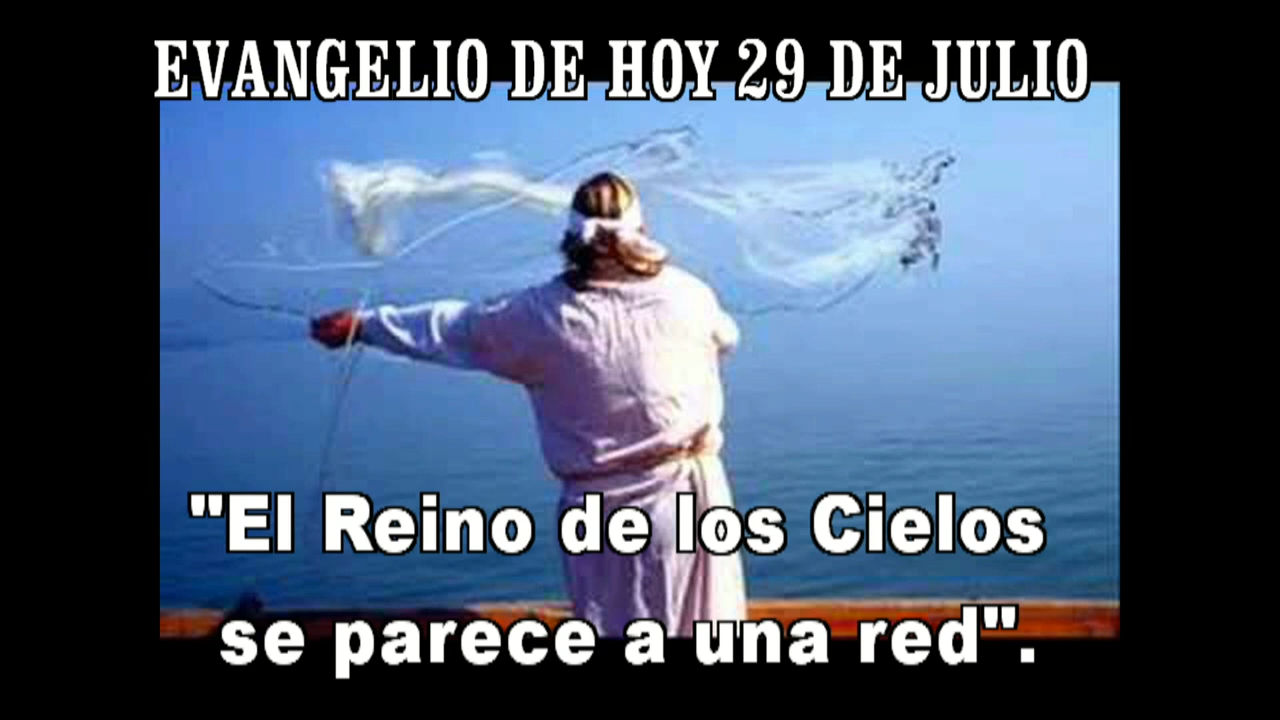 EVANGELIO DE HOY 29 DE JULIO
"El Reino de los Cielos
se parece a una red".